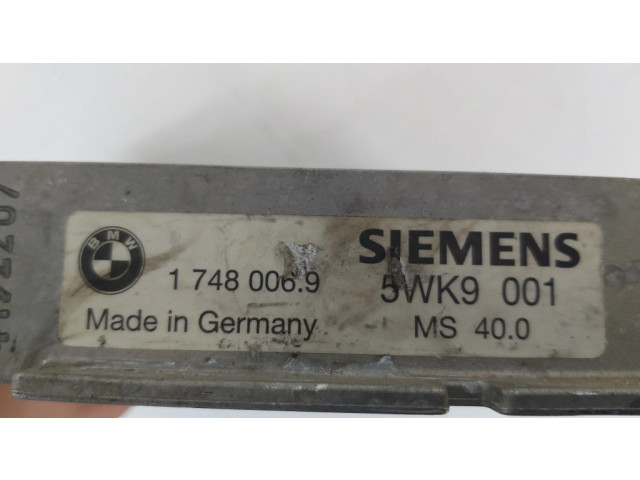 BMW
SIEMENS
1 748 006.9
5WK9 001
Made in Germany
MS 40.0